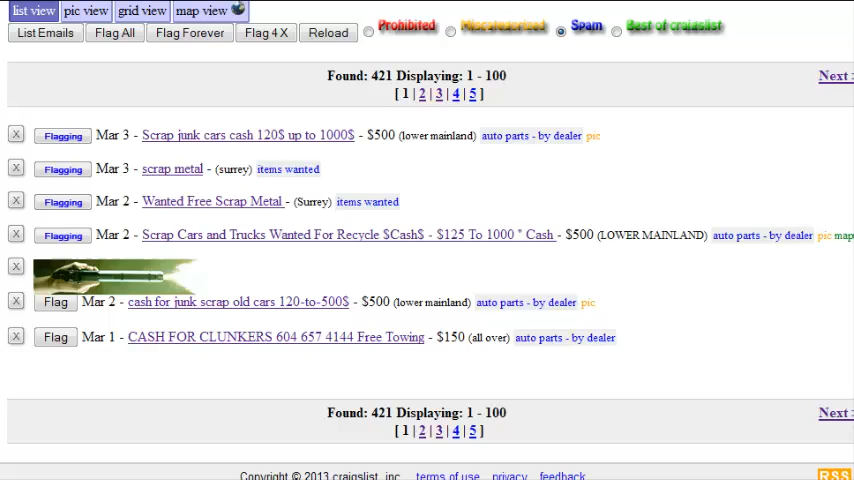 list view pic view grid view map view
List Emails Flag All Flag Forever Flag 4 X Reload Prohibited Miscategorized Spam Best of craigslist
Found: 421 Displaying: 1 - 100 Next
[ 1 | 2 | 3 | 4 | 5 ]
X Flagging Mar 3 - Scrap junk cars cash 120$ up to 1000$ - $500 (lower mainland) auto parts - by dealer pic
X Flagging Mar 3 - scrap metal - (surrey) items wanted
X Flagging Mar 2 - Wanted Free Scrap Metal - (Surrey) items wanted
X Flagging Mar 2 - Scrap Cars and Trucks Wanted For Recycle $Cash$ - $125 To 1000 " Cash - $500 (LOWER MAINLAND) auto parts - by dealer pic map
X
X Flag Mar 2 - cash for junk scrap old cars 120-to-500$ - $500 (lower mainland) auto parts - by dealer pic
X Flag Mar 1 - CASH FOR CLUNKERS 604 657 4144 Free Towing - $150 (all over) auto parts - by dealer
Found: 421 Displaying: 1 - 100 Next
[ 1 | 2 | 3 | 4 | 5 ]
Copyright © 2013 craigslist, inc. terms of use privacy feedback RSS